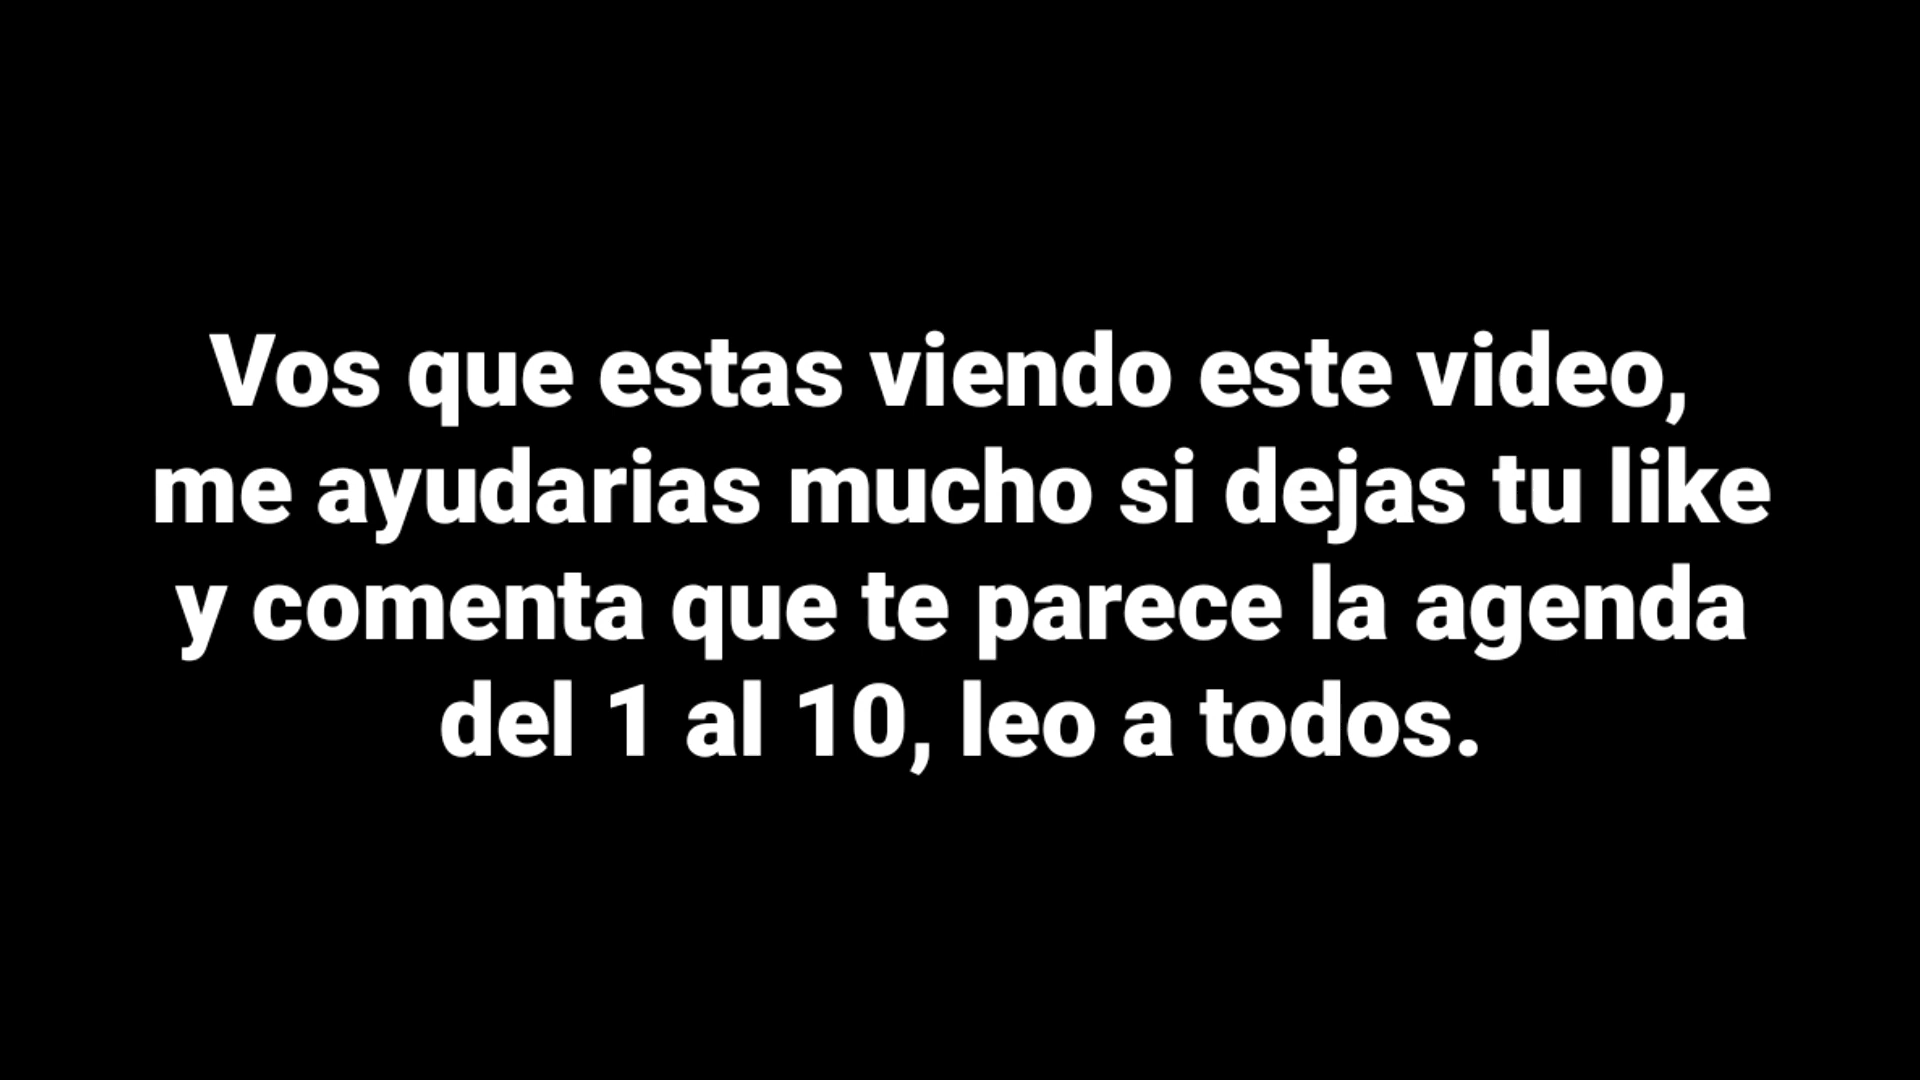 Vos que estas viendo este video,
me ayudarias mucho si dejas tu like
y comenta que te parece la agenda
del 1 al 10, leo a todos.